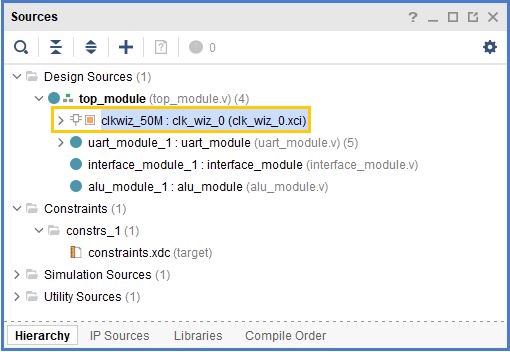 Sources
0
Design Sources (1)
top_module (top_module.v) (4)
clkwiz_50M : clk_wiz_0 (clk_wiz_0.xci)
uart_module_1 : uart_module (uart_module.v) (5)
interface_module_1 : interface_module (interface_module.v)
alu_module_1 : alu_module (alu_module.v)
Constraints (1)
constrs_1 (1)
constraints.xdc (target)
Simulation Sources (1)
Utility Sources (1)
Hierarchy IP Sources Libraries Compile Order